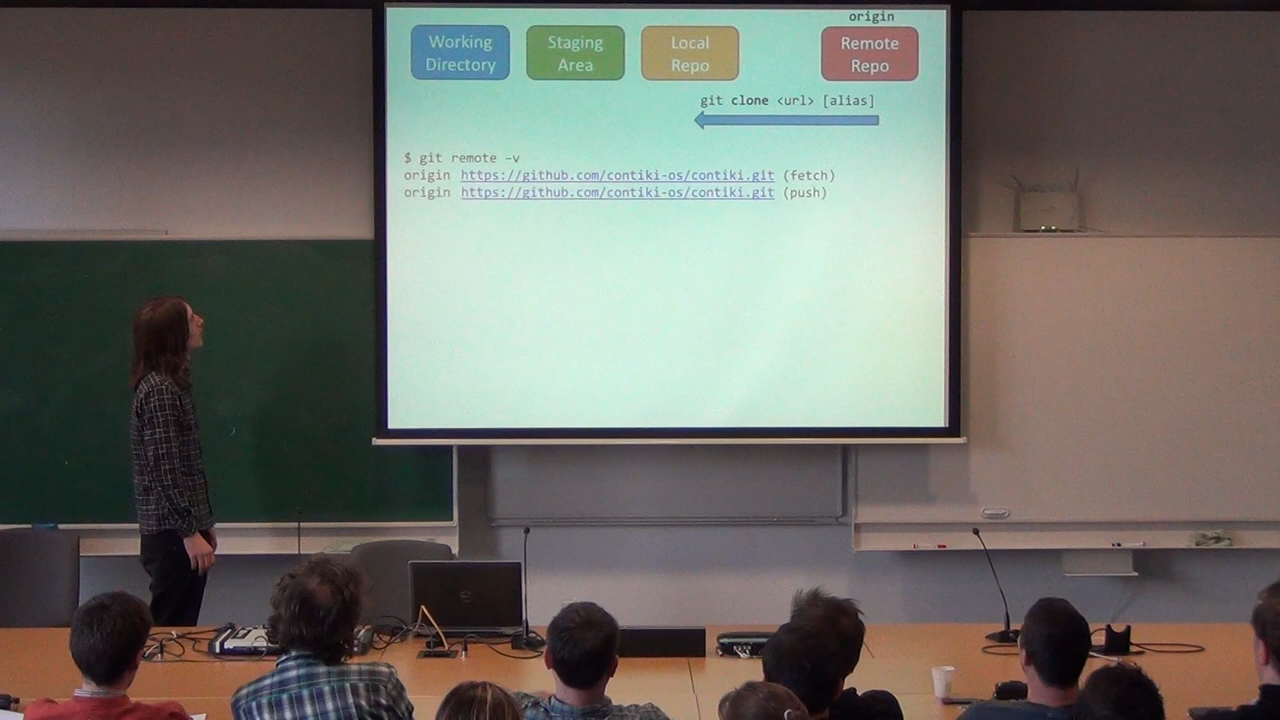 origin
Working
Directory
Staging
Area
Local
Repo
Remote
Repo
git clone <url> [alias]
$ git remote –v
origin https://github.com/contiki-os/contiki.git (fetch)
origin https://github.com/contiki-os/contiki.git (push)